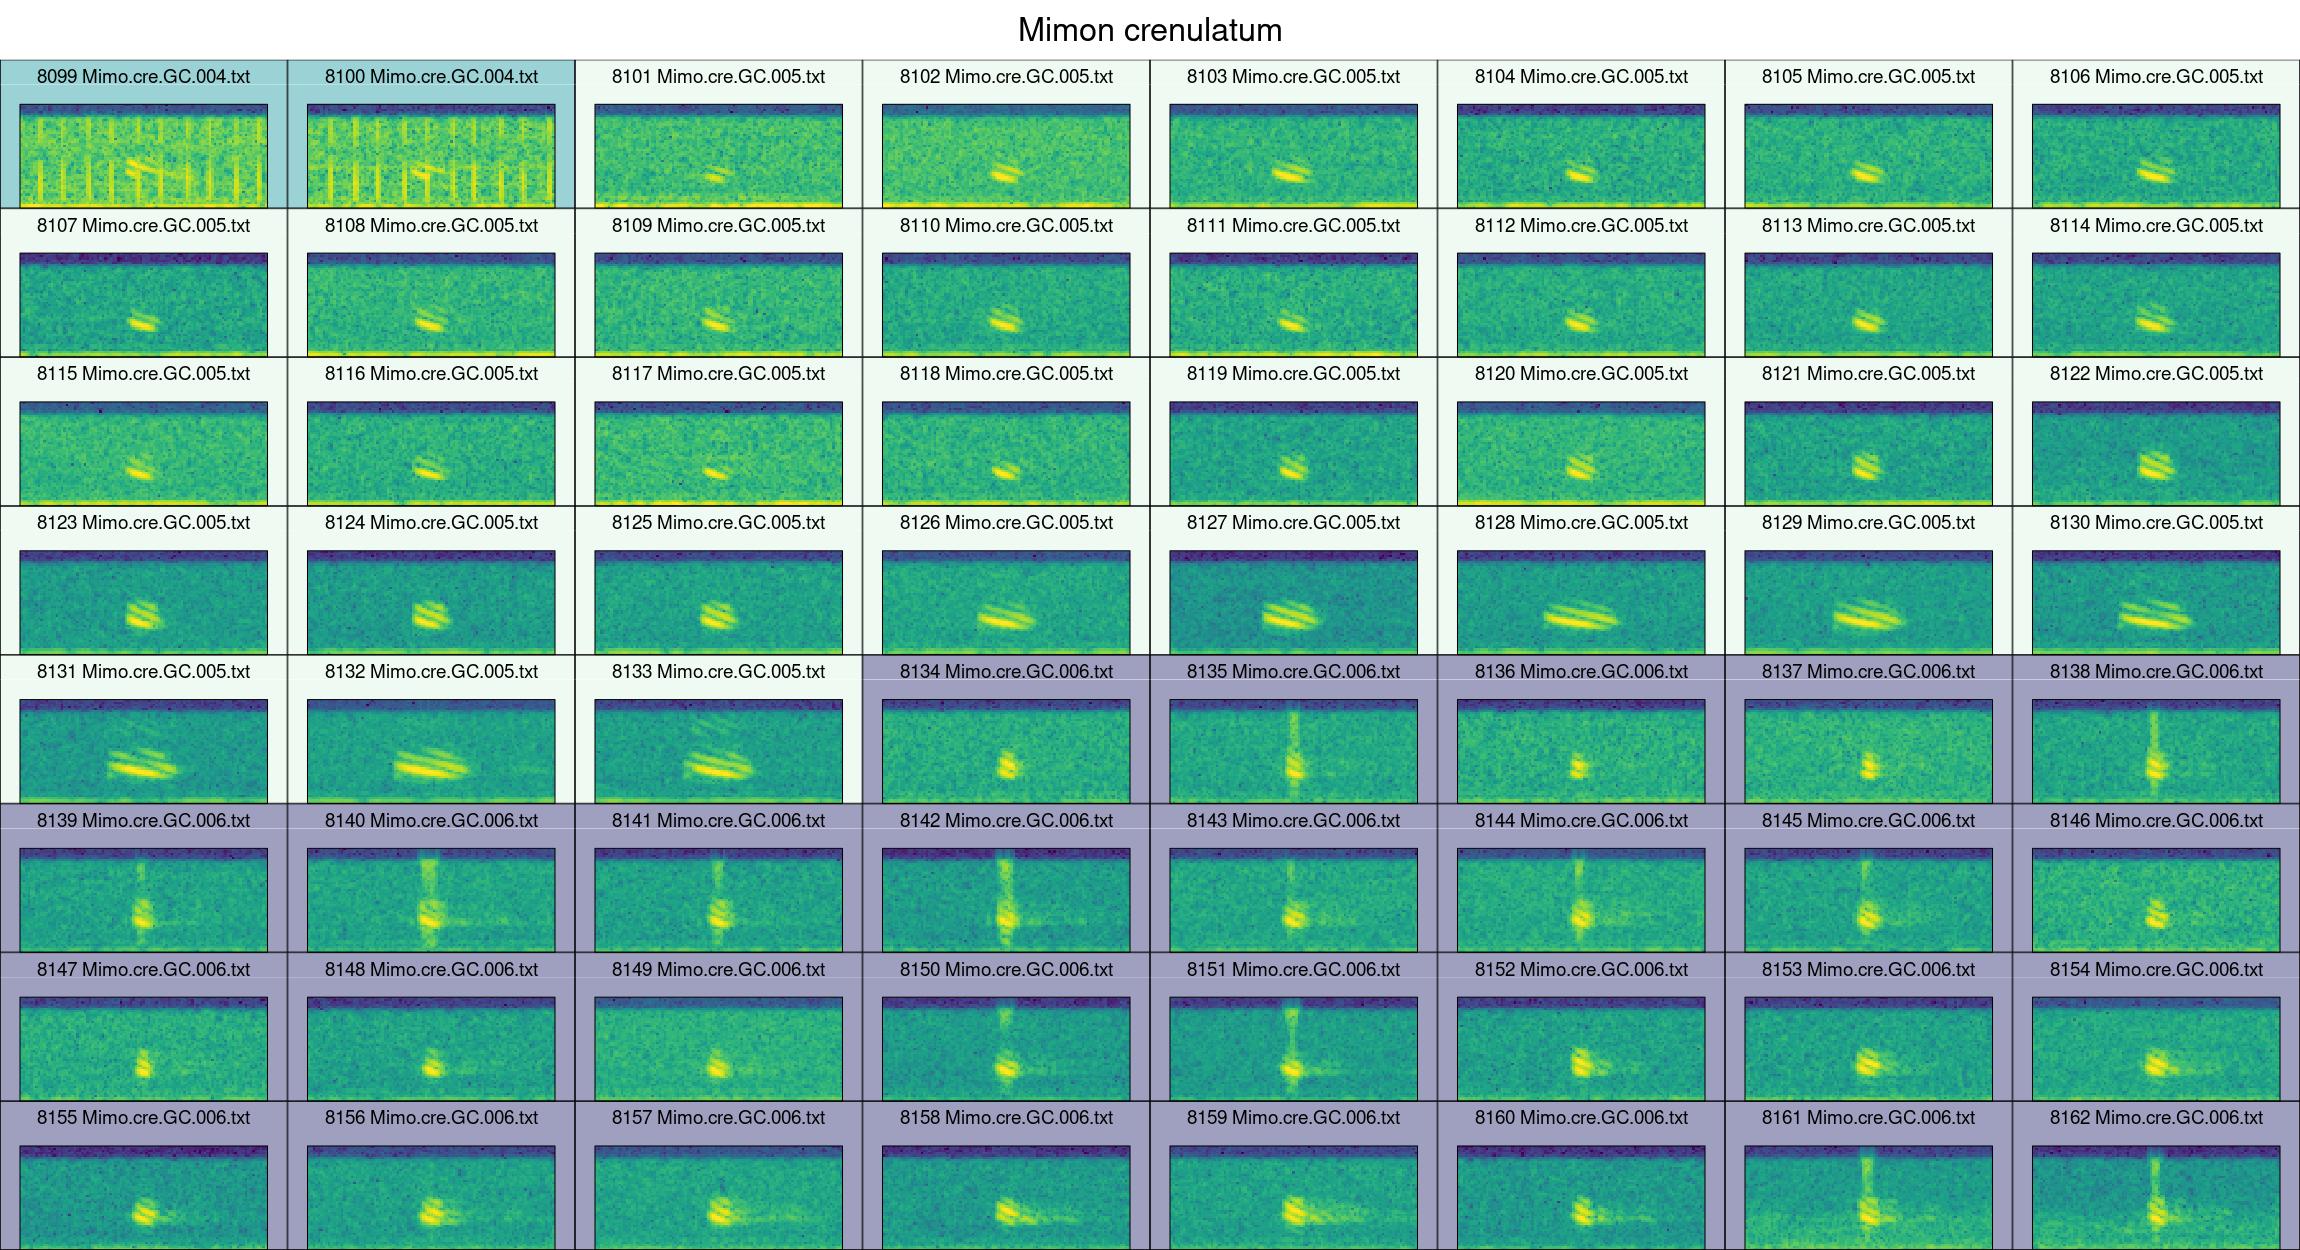 Mimon crenulatum
8099 Mimo.cre.GC.004.txt 8100 Mimo.cre.GC.004.txt 8101 Mimo.cre.GC.005.txt 8102 Mimo.cre.GC.005.txt 8103 Mimo.cre.GC.005.txt 8104 Mimo.cre.GC.005.txt 8105 Mimo.cre.GC.005.txt 8106 Mimo.cre.GC.005.txt
8107 Mimo.cre.GC.005.txt 8108 Mimo.cre.GC.005.txt 8109 Mimo.cre.GC.005.txt 8110 Mimo.cre.GC.005.txt 8111 Mimo.cre.GC.005.txt 8112 Mimo.cre.GC.005.txt 8113 Mimo.cre.GC.005.txt 8114 Mimo.cre.GC.005.txt
8115 Mimo.cre.GC.005.txt 8116 Mimo.cre.GC.005.txt 8117 Mimo.cre.GC.005.txt 8118 Mimo.cre.GC.005.txt 8119 Mimo.cre.GC.005.txt 8120 Mimo.cre.GC.005.txt 8121 Mimo.cre.GC.005.txt 8122 Mimo.cre.GC.005.txt
8123 Mimo.cre.GC.005.txt 8124 Mimo.cre.GC.005.txt 8125 Mimo.cre.GC.005.txt 8126 Mimo.cre.GC.005.txt 8127 Mimo.cre.GC.005.txt 8128 Mimo.cre.GC.005.txt 8129 Mimo.cre.GC.005.txt 8130 Mimo.cre.GC.005.txt
8131 Mimo.cre.GC.005.txt 8132 Mimo.cre.GC.005.txt 8133 Mimo.cre.GC.005.txt 8134 Mimo.cre.GC.006.txt 8135 Mimo.cre.GC.006.txt 8136 Mimo.cre.GC.006.txt 8137 Mimo.cre.GC.006.txt 8138 Mimo.cre.GC.006.txt
8139 Mimo.cre.GC.006.txt 8140 Mimo.cre.GC.006.txt 8141 Mimo.cre.GC.006.txt 8142 Mimo.cre.GC.006.txt 8143 Mimo.cre.GC.006.txt 8144 Mimo.cre.GC.006.txt 8145 Mimo.cre.GC.006.txt 8146 Mimo.cre.GC.006.txt
8147 Mimo.cre.GC.006.txt 8148 Mimo.cre.GC.006.txt 8149 Mimo.cre.GC.006.txt 8150 Mimo.cre.GC.006.txt 8151 Mimo.cre.GC.006.txt 8152 Mimo.cre.GC.006.txt 8153 Mimo.cre.GC.006.txt 8154 Mimo.cre.GC.006.txt
8155 Mimo.cre.GC.006.txt 8156 Mimo.cre.GC.006.txt 8157 Mimo.cre.GC.006.txt 8158 Mimo.cre.GC.006.txt 8159 Mimo.cre.GC.006.txt 8160 Mimo.cre.GC.006.txt 8161 Mimo.cre.GC.006.txt 8162 Mimo.cre.GC.006.txt